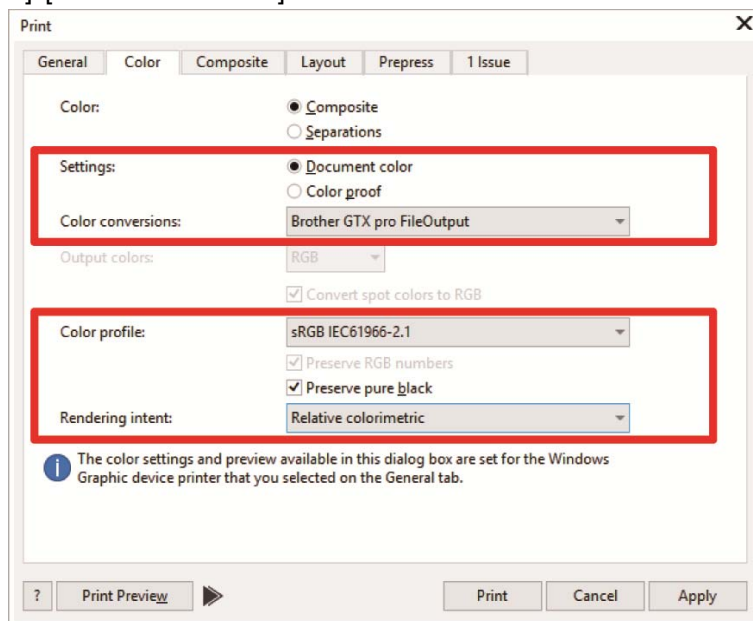 Print X
General Color Composite Layout Prepress 1 Issue
Color: Composite
Separations
Settings: Document color
Color proof
Color conversions: Brother GTX pro FileOutput
Output colors: RGB
Convert spot colors to RGB
Color profile: sRGB IEC61966-2.1
Preserve RGB numbers
Preserve pure black
Rendering intent: Relative colorimetric
The color settings and preview available in this dialog box are set for the Windows
Graphic device printer that you selected on the General tab.
? Print Preview Print Cancel Apply